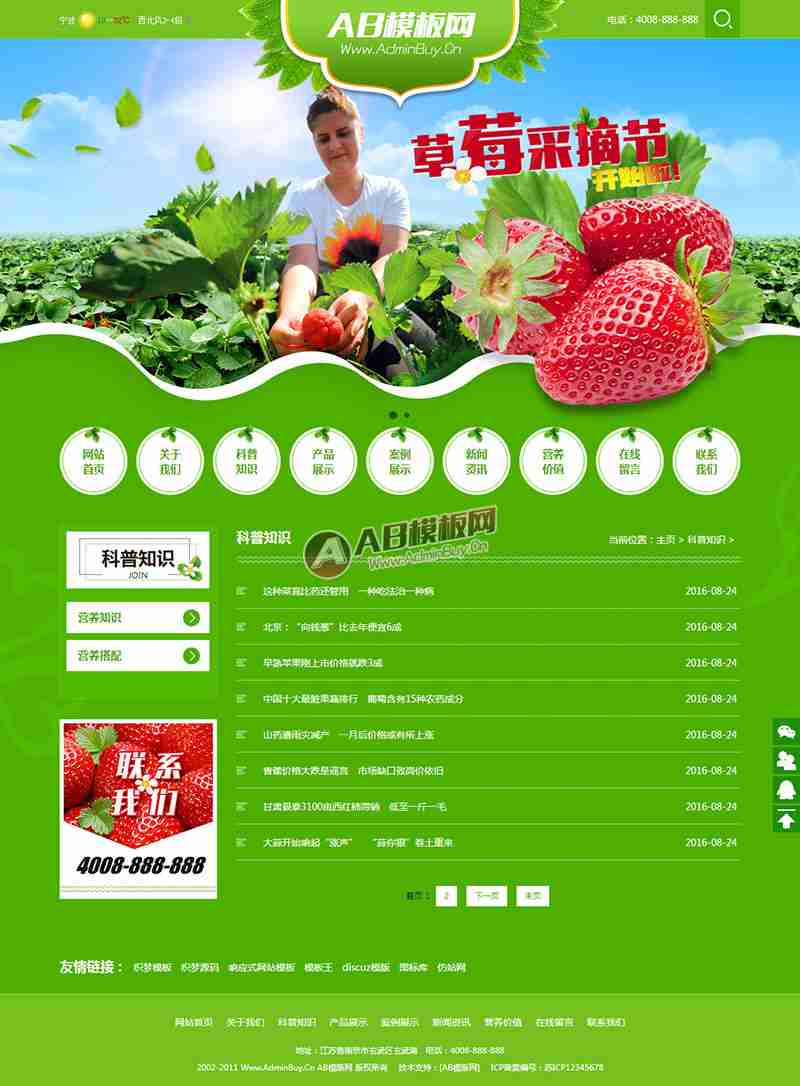 宁波
西北风3-4级
电话：4008-888-888
AB模板网
Www.AdminBuy.Cn
草莓采摘节
开始啦！
网站首页
关于我们
科普知识
产品展示
案例展示
新闻资讯
营养价值
在线留言
联系我们
科普知识
JOIN
营养知识
营养搭配
联系
我们
4008-888-888
科普知识
当前位置：主页 > 科普知识 >
AB模板网
Www.AdminBuy.Cn
这种菜真比药还管用 一种吃法治一种病 2016-08-24
北京：“向钱葱”比去年便宜6成 2016-08-24
早熟苹果刚上市价格就跌3成 2016-08-24
中国十大最脏果蔬排行 葡萄含有15种农药成分 2016-08-24
山药遭雨灾减产 一月后价格或有所上涨 2016-08-24
香蕉价格大跌是谣言 市场缺口致岗价依旧 2016-08-24
甘肃景泰3100亩西红柿滞销 低至一斤一毛 2016-08-24
大蒜开始响起“涨声” “蒜你狠”卷土重来 2016-08-24
首页 1 2 下一页 末页
友情链接： 织梦模板 织梦源码 响应式网站模板 模板王 discuz模版 图标库 仿站网
网站首页 关于我们 科普知识 产品展示 案例展示 新闻资讯 营养价值 在线留言 联系我们
地址：江苏省南京市玄武区玄武湖 电话：4008-888-888
2002-2011 Www.AdminBuy.Cn AB模版网 版权所有 技术支持：[AB模版网] ICP备案编号：苏ICP12345678